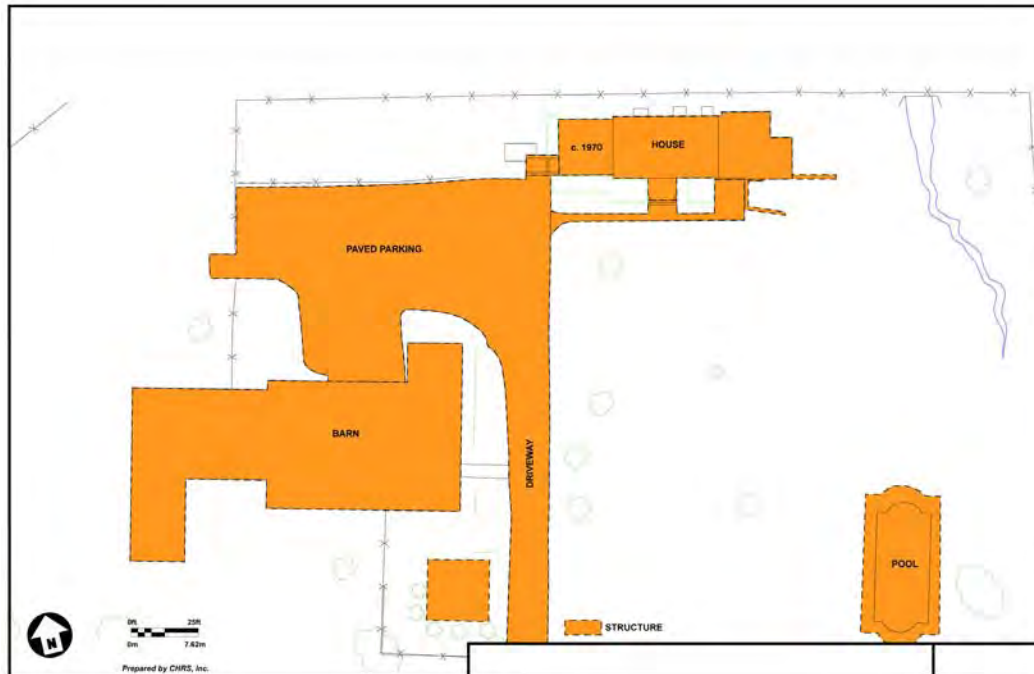 c. 1970
HOUSE
PAVED PARKING
BARN
DRIVEWAY
POOL
N
0ft 25ft
0m 7.62m
STRUCTURE
Prepared by CHRS, Inc.